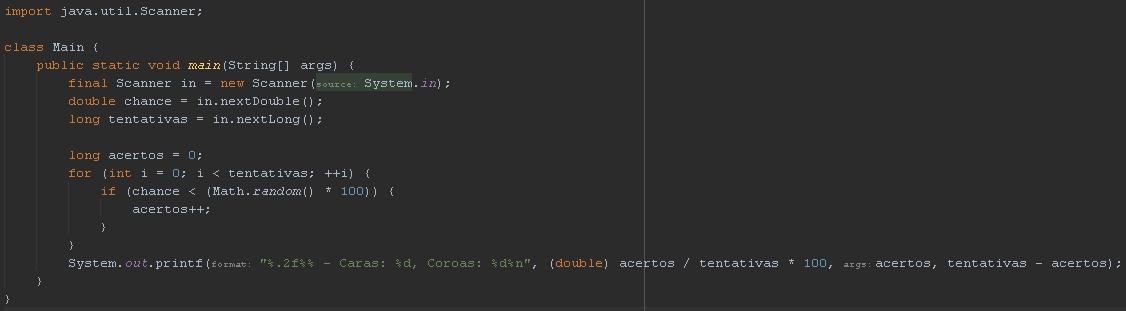 import java.util.Scanner;
class Main {
public static void main(String[] args) {
final Scanner in = new Scanner(source: System.in);
double chance = in.nextDouble();
long tentativas = in.nextLong();
long acertos = 0;
for (int i = 0; i < tentativas; ++i) {
if (chance < (Math.random() * 100)) {
acertos++;
}
}
System.out.printf(format: "%.2f%% - Caras: %d, Coroas: %d%n", (double) acertos / tentativas * 100, args: acertos, tentativas - acertos);
}
}